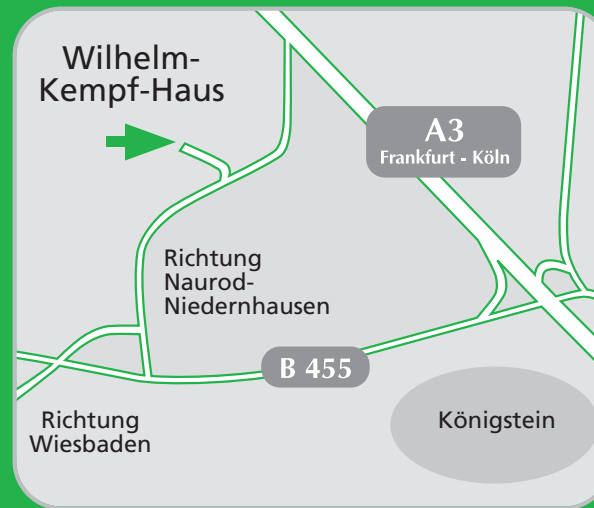 Wilhelm-
Kempf-Haus
A3
Frankfurt - Köln
Richtung
Naurod-
Niedernhausen
B 455
Richtung
Wiesbaden
Königstein